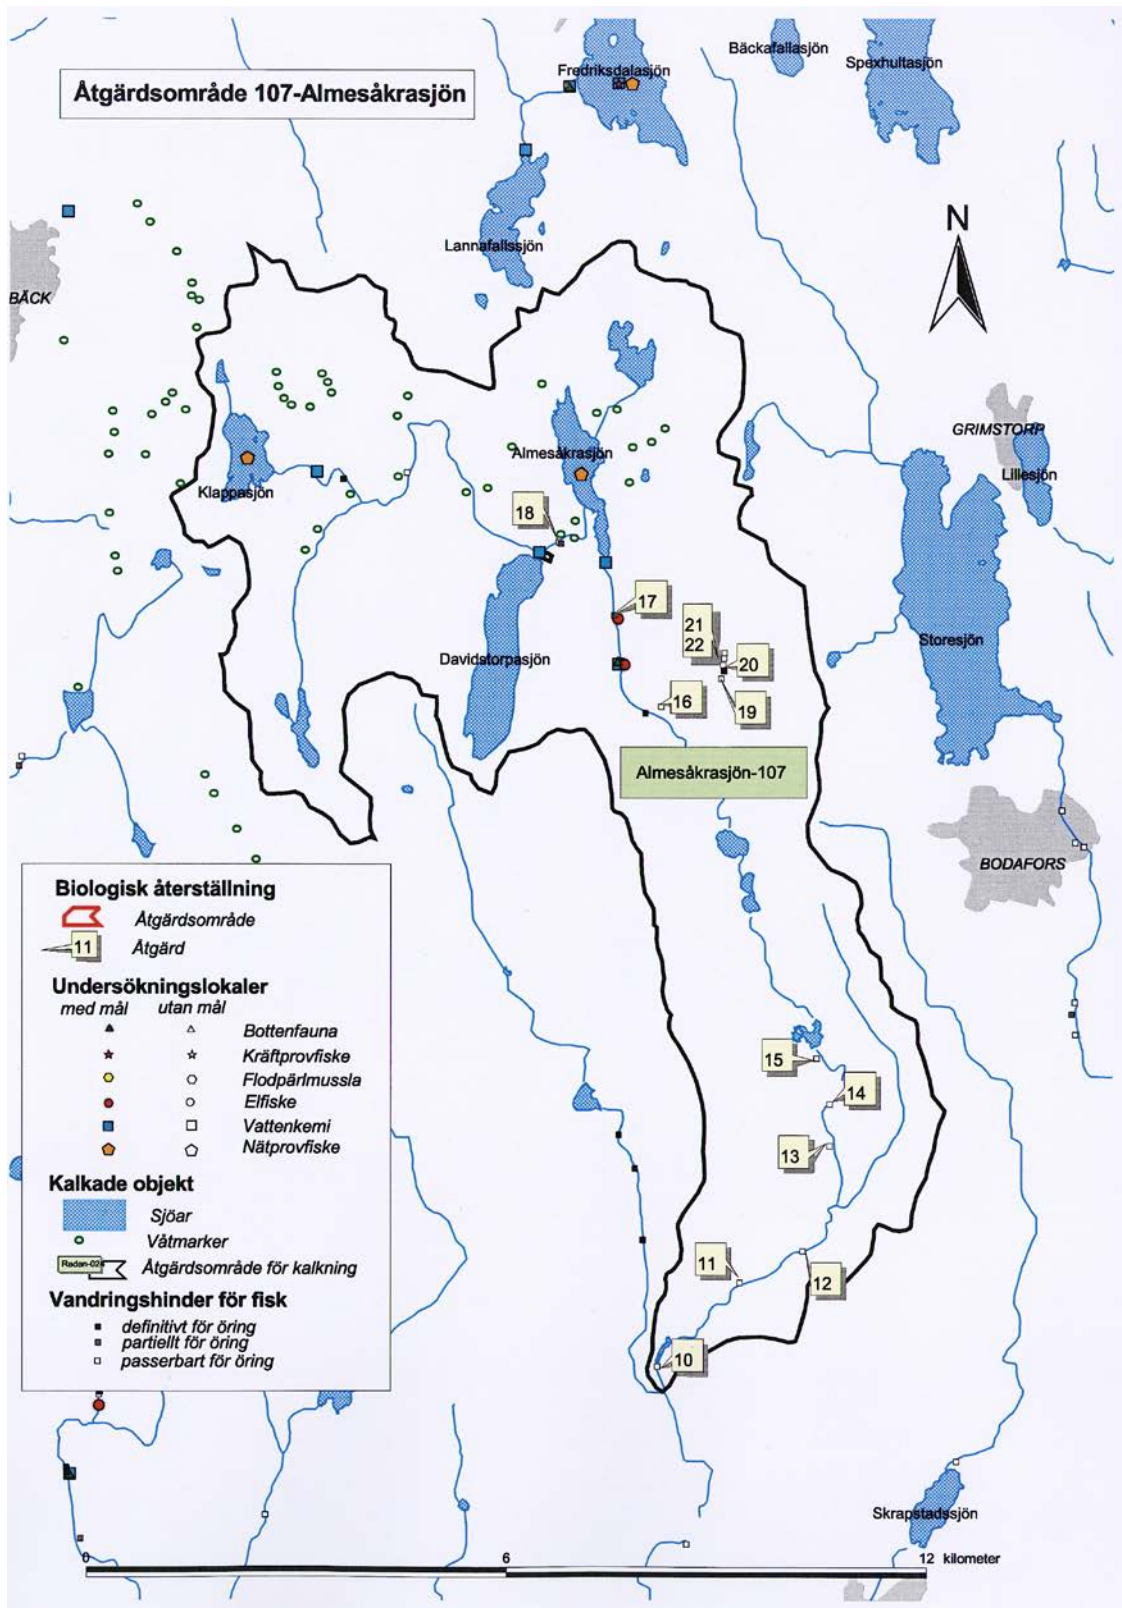 Åtgärdsområde 107-Almesåkrasjön
Fredriksdalasjön
Bäckafallasjön
Spexhultasjön
Lannafallssjön
N
BÄCK
GRIMSTORP
Lillesjön
Almesåkrasjön
Klappasjön
18
17
21
22
20
19
16
Davidstorpasjön
Storesjön
Almesåkrasjön-107
BODAFORS
15
14
13
11
12
10
Biologisk återställning
Åtgärdsområde
11 Åtgärd
Undersökningslokaler
med mål utan mål
Bottenfauna
Kräftprovfiske
Flodpärlmussla
Elfiske
Vattenkemi
Nätprovfiske
Kalkade objekt
Sjöar
Våtmarker
Åtgärdsområde för kalkning
Vandringshinder för fisk
definitivt för öring
partiellt för öring
passerbart för öring
Skrapstadssjön
0 6 12 kilometer